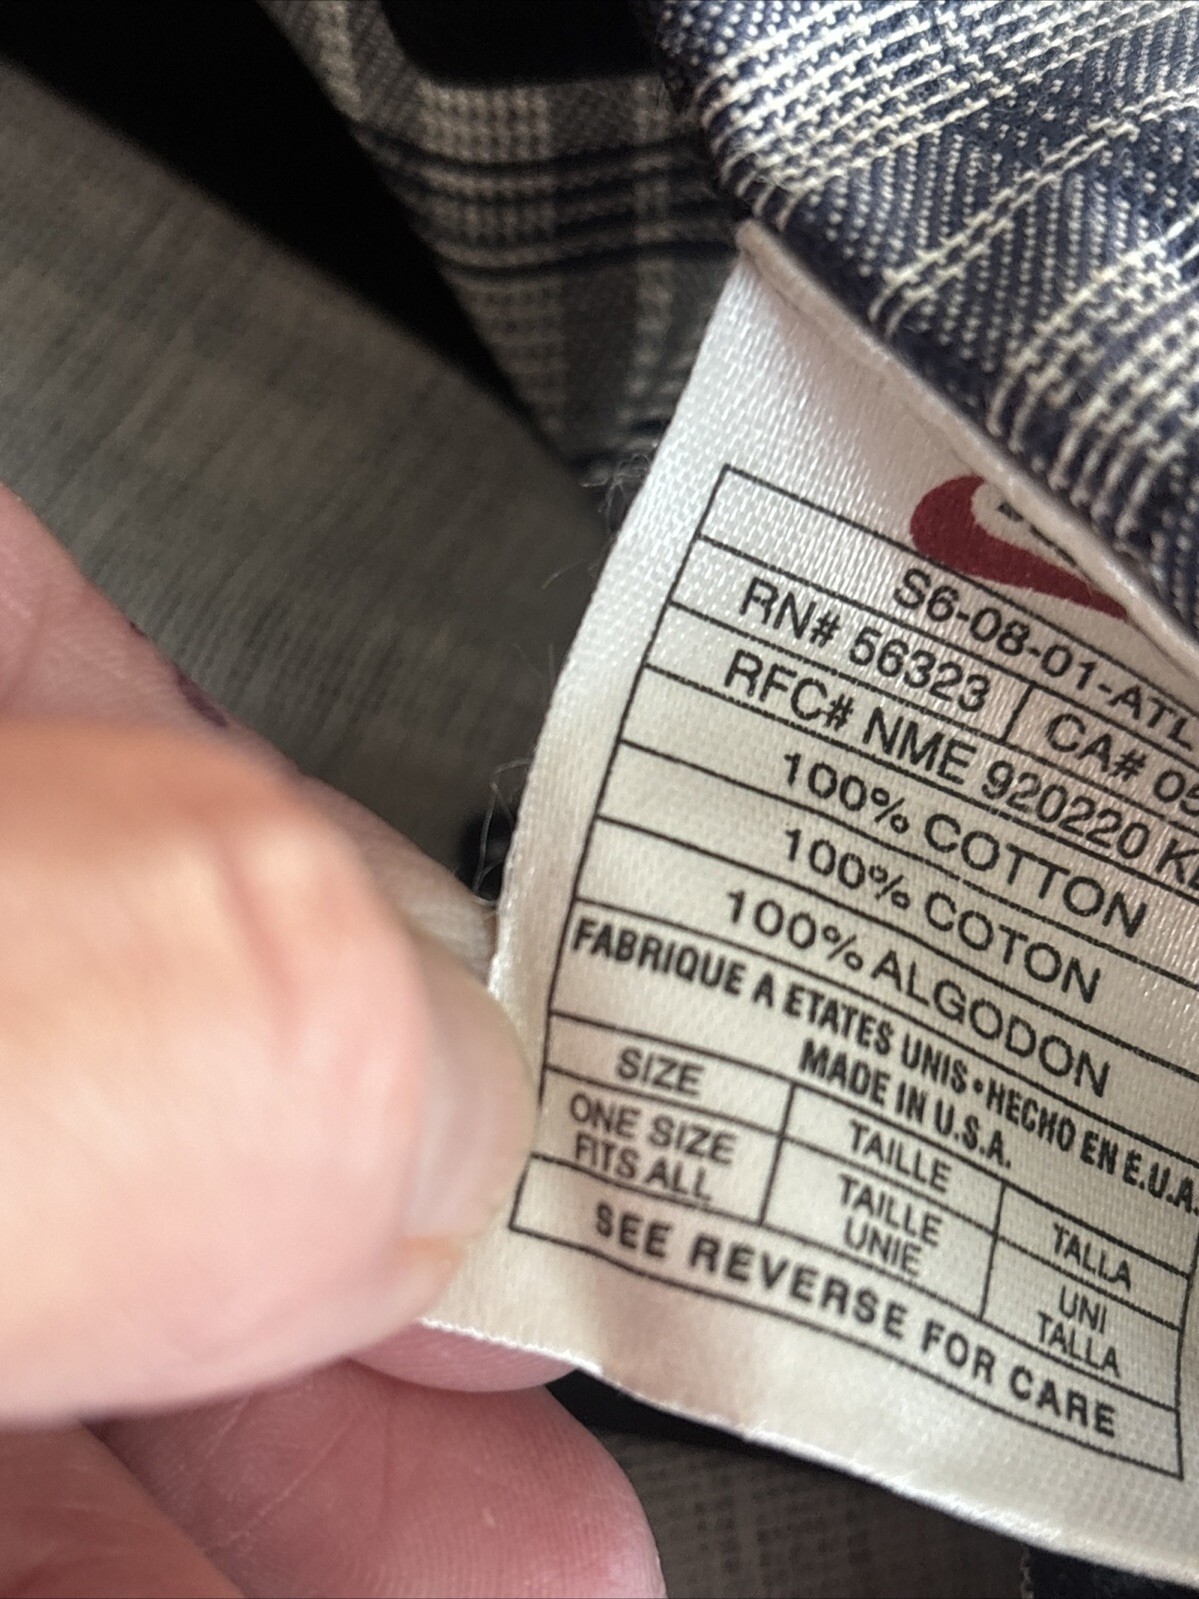 S6-08-01-ATL
RN# 56323 | CA# 05
RFC# NME 920220
100% COTTON
100% COTON
100% ALGODON
FABRIQUE A ETATES UNIS•HECHO EN E.U.A.
MADE IN U.S.A.
SIZE TAILLE TALLA
ONE SIZE FITS ALL
TAILLE UNIE
UNI TALLA
SEE REVERSE FOR CARE